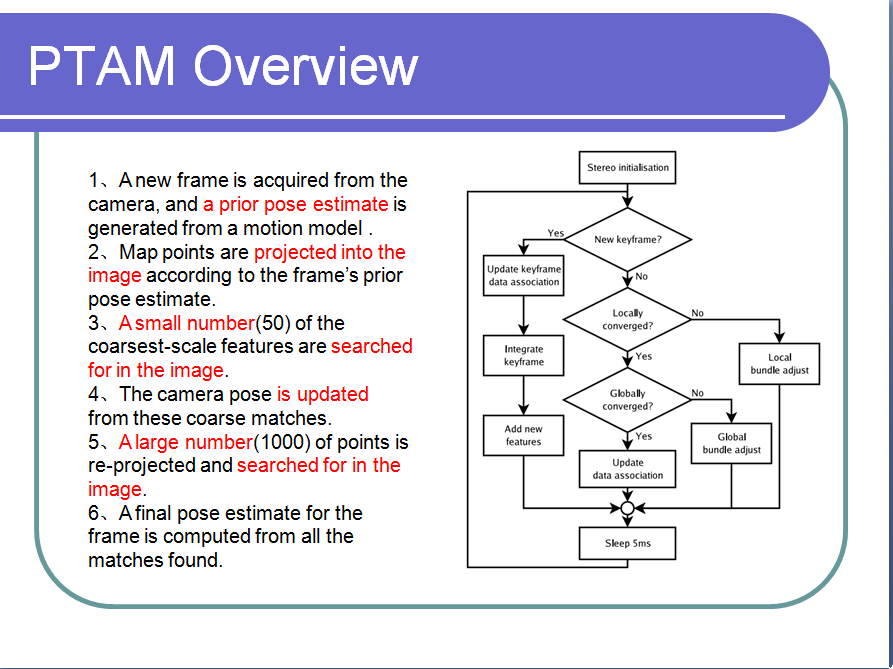 PTAM Overview
1、A new frame is acquired from the
camera, and a prior pose estimate is
generated from a motion model .
2、Map points are projected into the
image according to the frame's prior
pose estimate.
3、A small number(50) of the
coarsest-scale features are searched
for in the image.
4、The camera pose is updated
from these coarse matches.
5、A large number(1000) of points is
re-projected and searched for in the
image.
6、A final pose estimate for the
frame is computed from all the
matches found.
Stereo initialisation
New keyframe?
Yes
No
Update keyframe
data association
Locally
converged?
No
Yes
Integrate
keyframe
Local
bundle adjust
Globally
converged?
No
Yes
Add new
features
Global
bundle adjust
Update
data association
Sleep 5ms